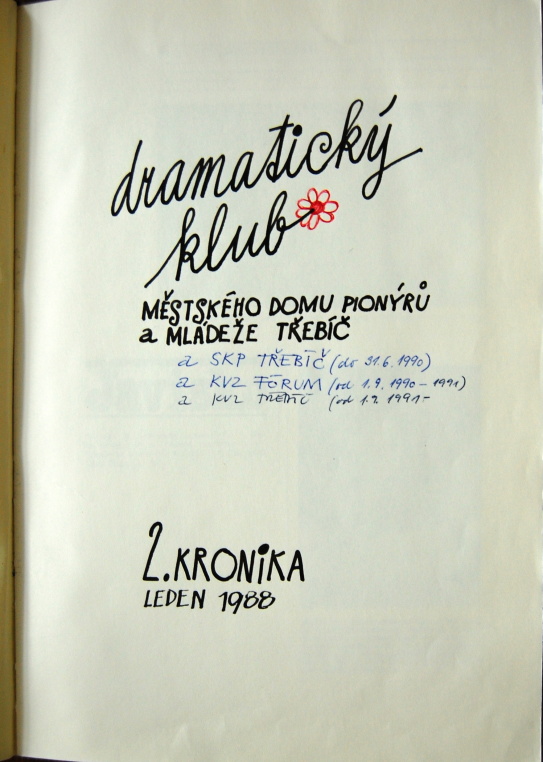 dramatický
klub
MĚSTSKÉHO DOMU PIONÝRŮ
a MLÁDEŽE TŘEBÍČ
a SKP TŘEBÍČ (do 31.6.1990)
a KVZ FÓRUM (od 1.9.1990-1991)
a KVZ TŘEBÍČ (od 1.7.1991-
2. KRONIKA
LEDEN 1988